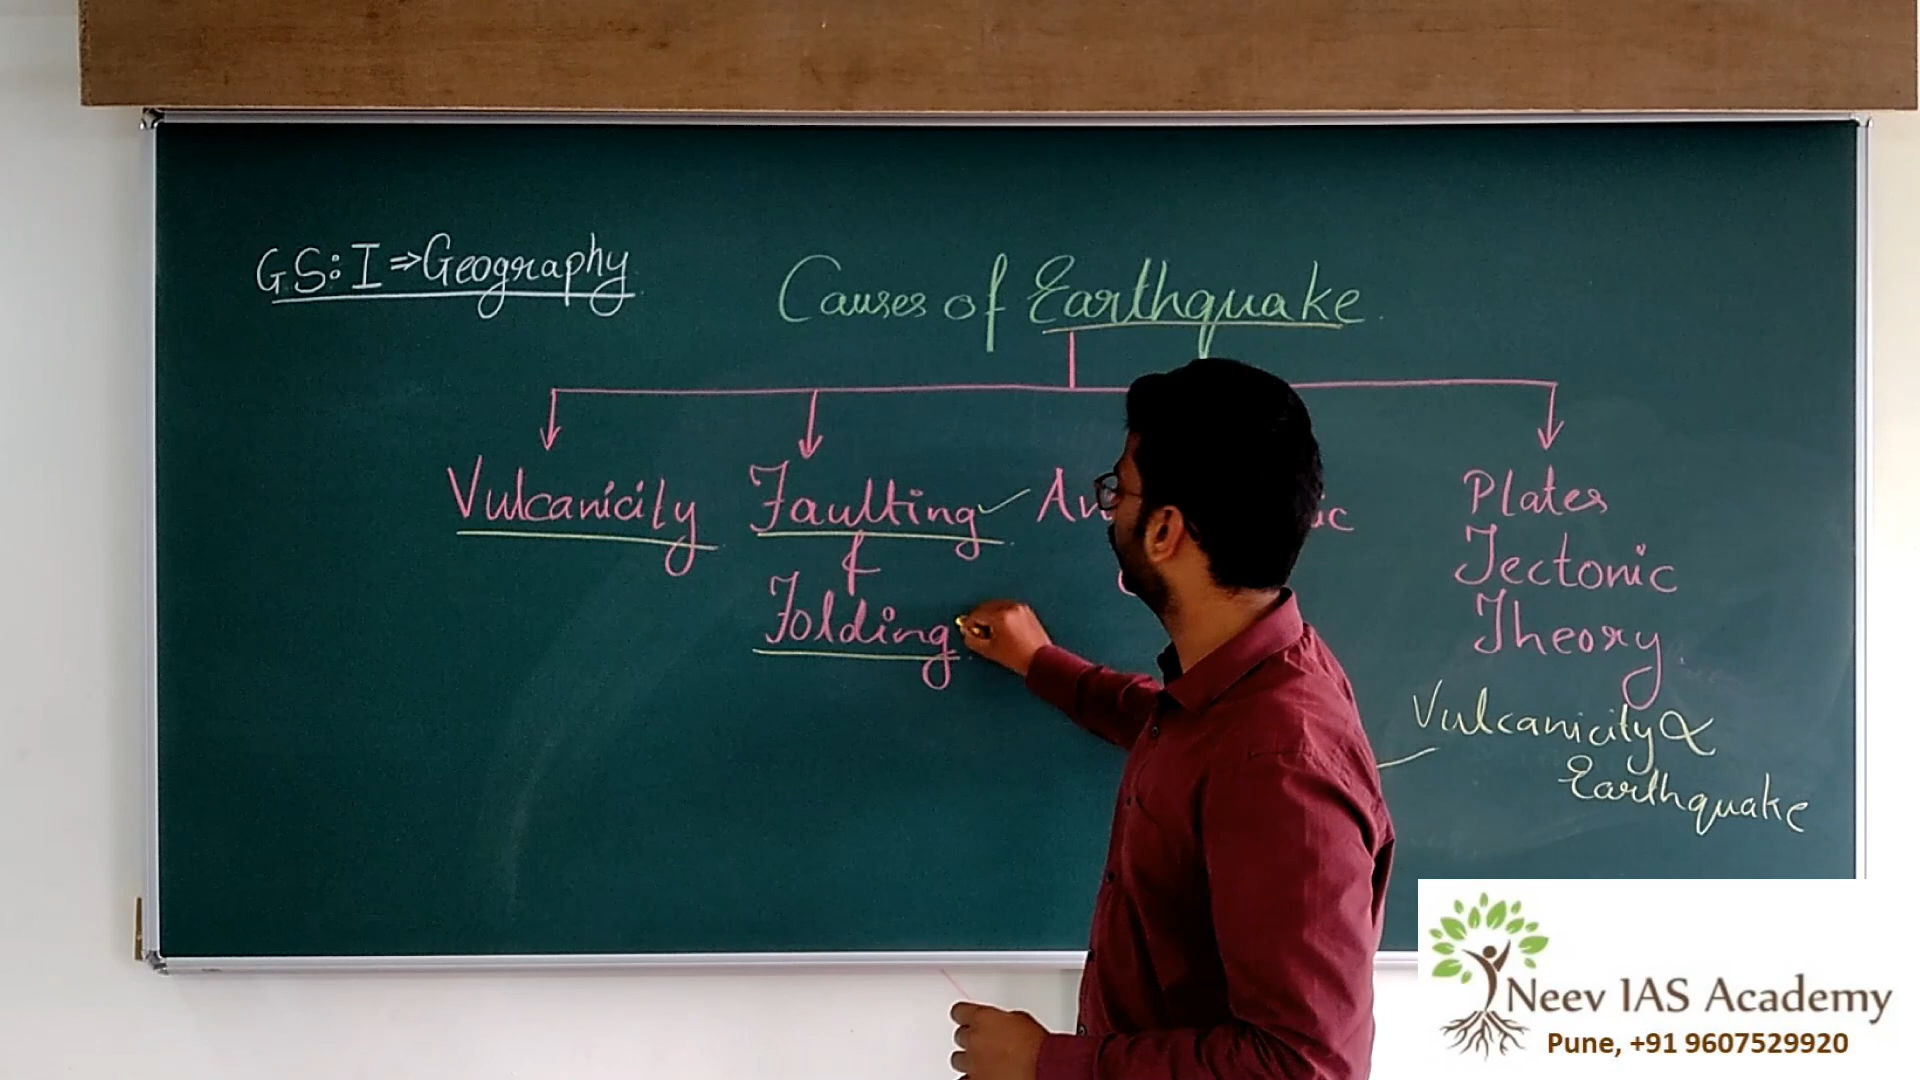 GS:I⇒Geography
Causes of Earthquake.
Vulcanicity
Faulting
&
Folding
Plates
Tectonic
Theory.
Vulcanicity ∝
Earthquake
Neev IAS Academy
Pune, +91 9607529920